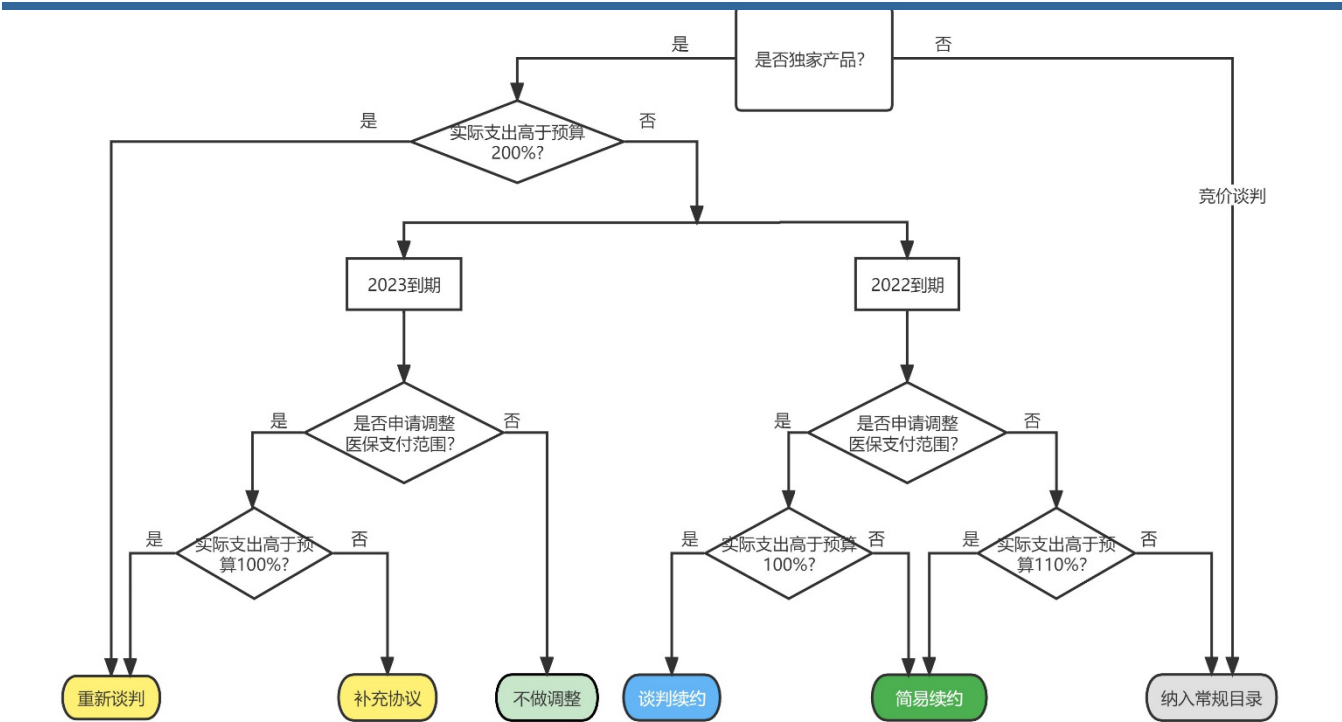 是否独家产品?
是
否
实际支出高于预算
200%?
是
否
竞价谈判
2023到期
2022到期
是否申请调整
医保支付范围?
是
否
是否申请调整
医保支付范围?
是
否
实际支出高于预
算100%?
是
否
实际支出高于预算
100%?
是
否
实际支出高于预
算110%?
是
否
重新谈判
补充协议
不做调整
谈判续约
简易续约
纳入常规目录